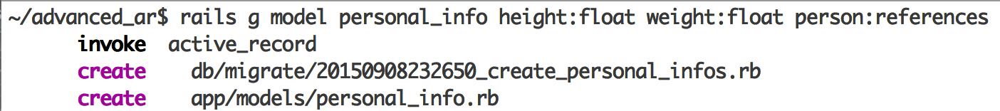 ~/advanced_ar$ rails g model personal_info height:float weight:float person:references
invoke active_record
create db/migrate/20150908232650_create_personal_infos.rb
create app/models/personal_info.rb